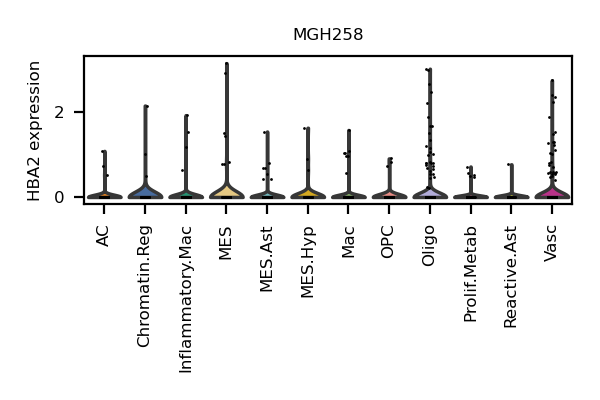 MGH258
HBA2 expression
2
0
AC
Chromatin.Reg
Inflammatory.Mac
MES
MES.Ast
MES.Hyp
Mac
OPC
Oligo
Prolif.Metab
Reactive.Ast
Vasc